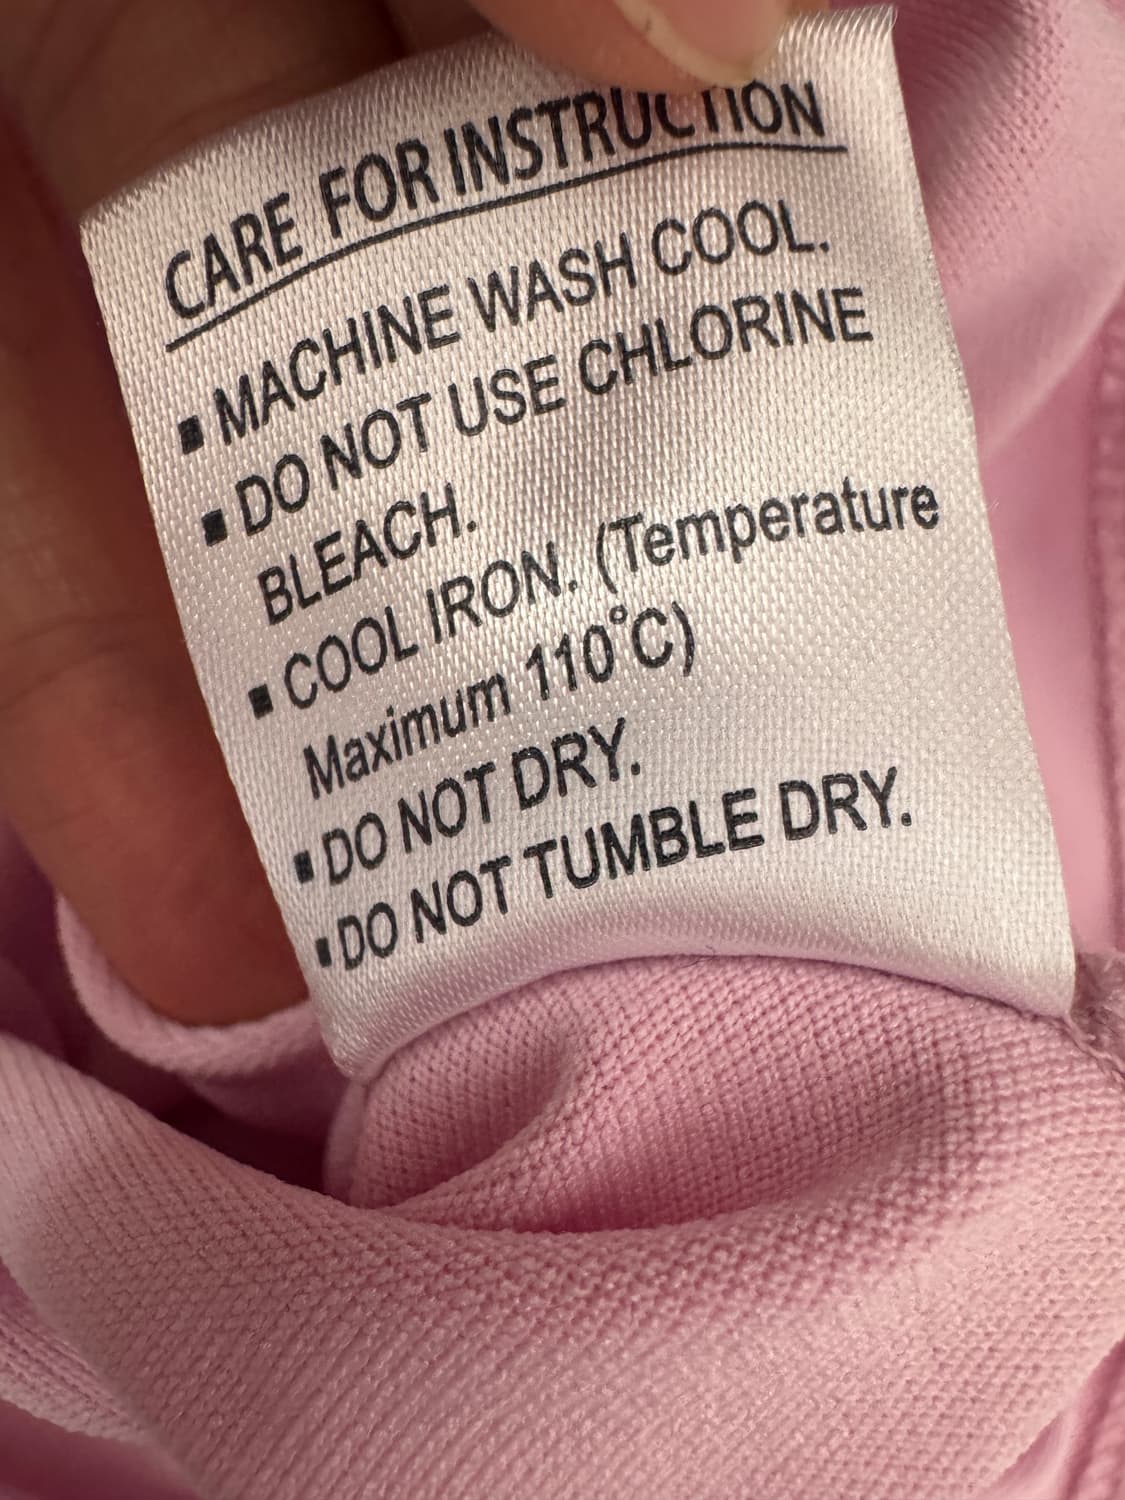 CARE FOR INSTRUCTION
▪ MACHINE WASH COOL.
▪ DO NOT USE CHLORINE
BLEACH.
▪ COOL IRON. (Temperature
Maximum 110°C)
▪ DO NOT DRY.
▪ DO NOT TUMBLE DRY.